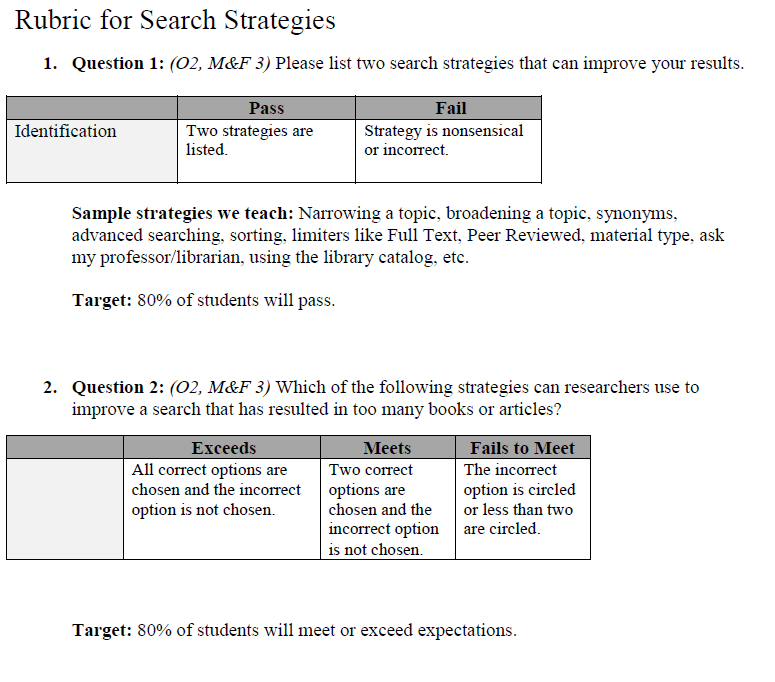 Rubric for Search Strategies
1. Question 1: (O2, M&F 3) Please list two search strategies that can improve your results.
Pass Fail
Identification Two strategies are Strategy is nonsensical
listed. or incorrect.
Sample strategies we teach: Narrowing a topic, broadening a topic, synonyms,
advanced searching, sorting, limiters like Full Text, Peer Reviewed, material type, ask
my professor/librarian, using the library catalog, etc.
Target: 80% of students will pass.
2. Question 2: (O2, M&F 3) Which of the following strategies can researchers use to
improve a search that has resulted in too many books or articles?
Exceeds Meets Fails to Meet
All correct options are Two correct The incorrect
chosen and the incorrect options are option is circled
option is not chosen. chosen and the or less than two
incorrect option are circled.
is not chosen.
Target: 80% of students will meet or exceed expectations.